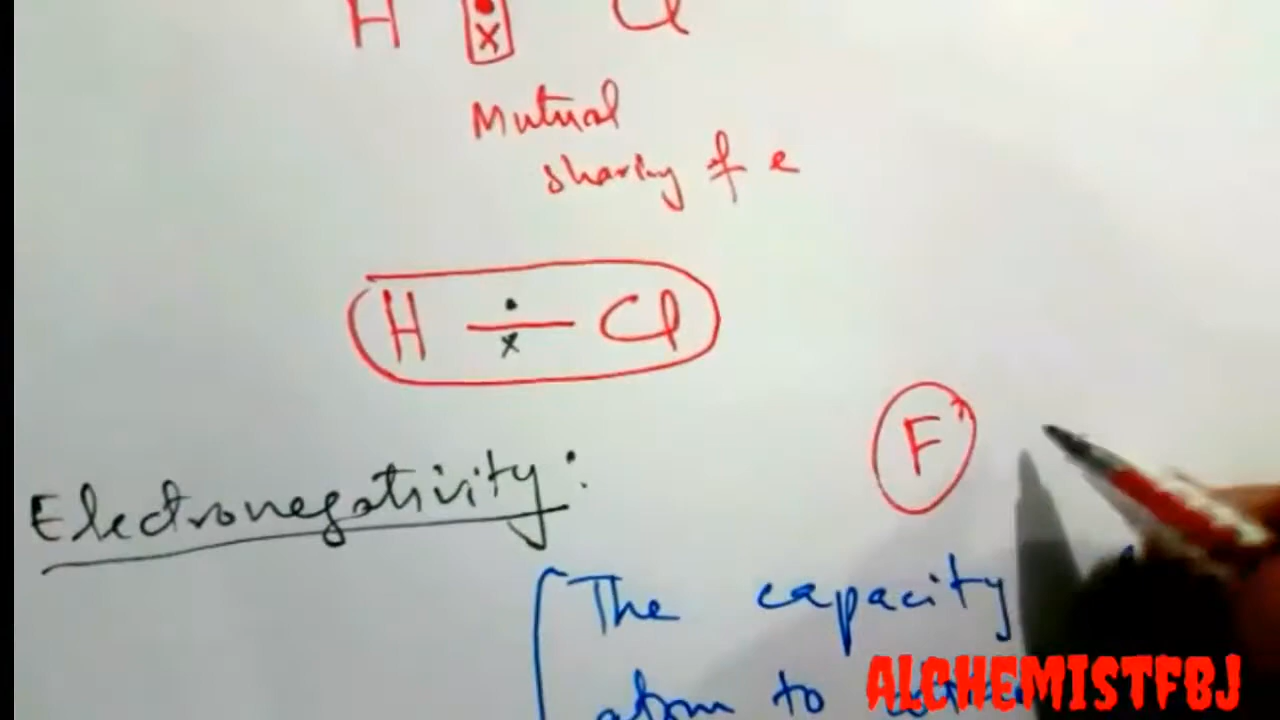 H • x Cl
Mutual
sharing of e
H • x Cl
F
Electronegativity:
The capacity
atom to
ALCHEMISTFBJ